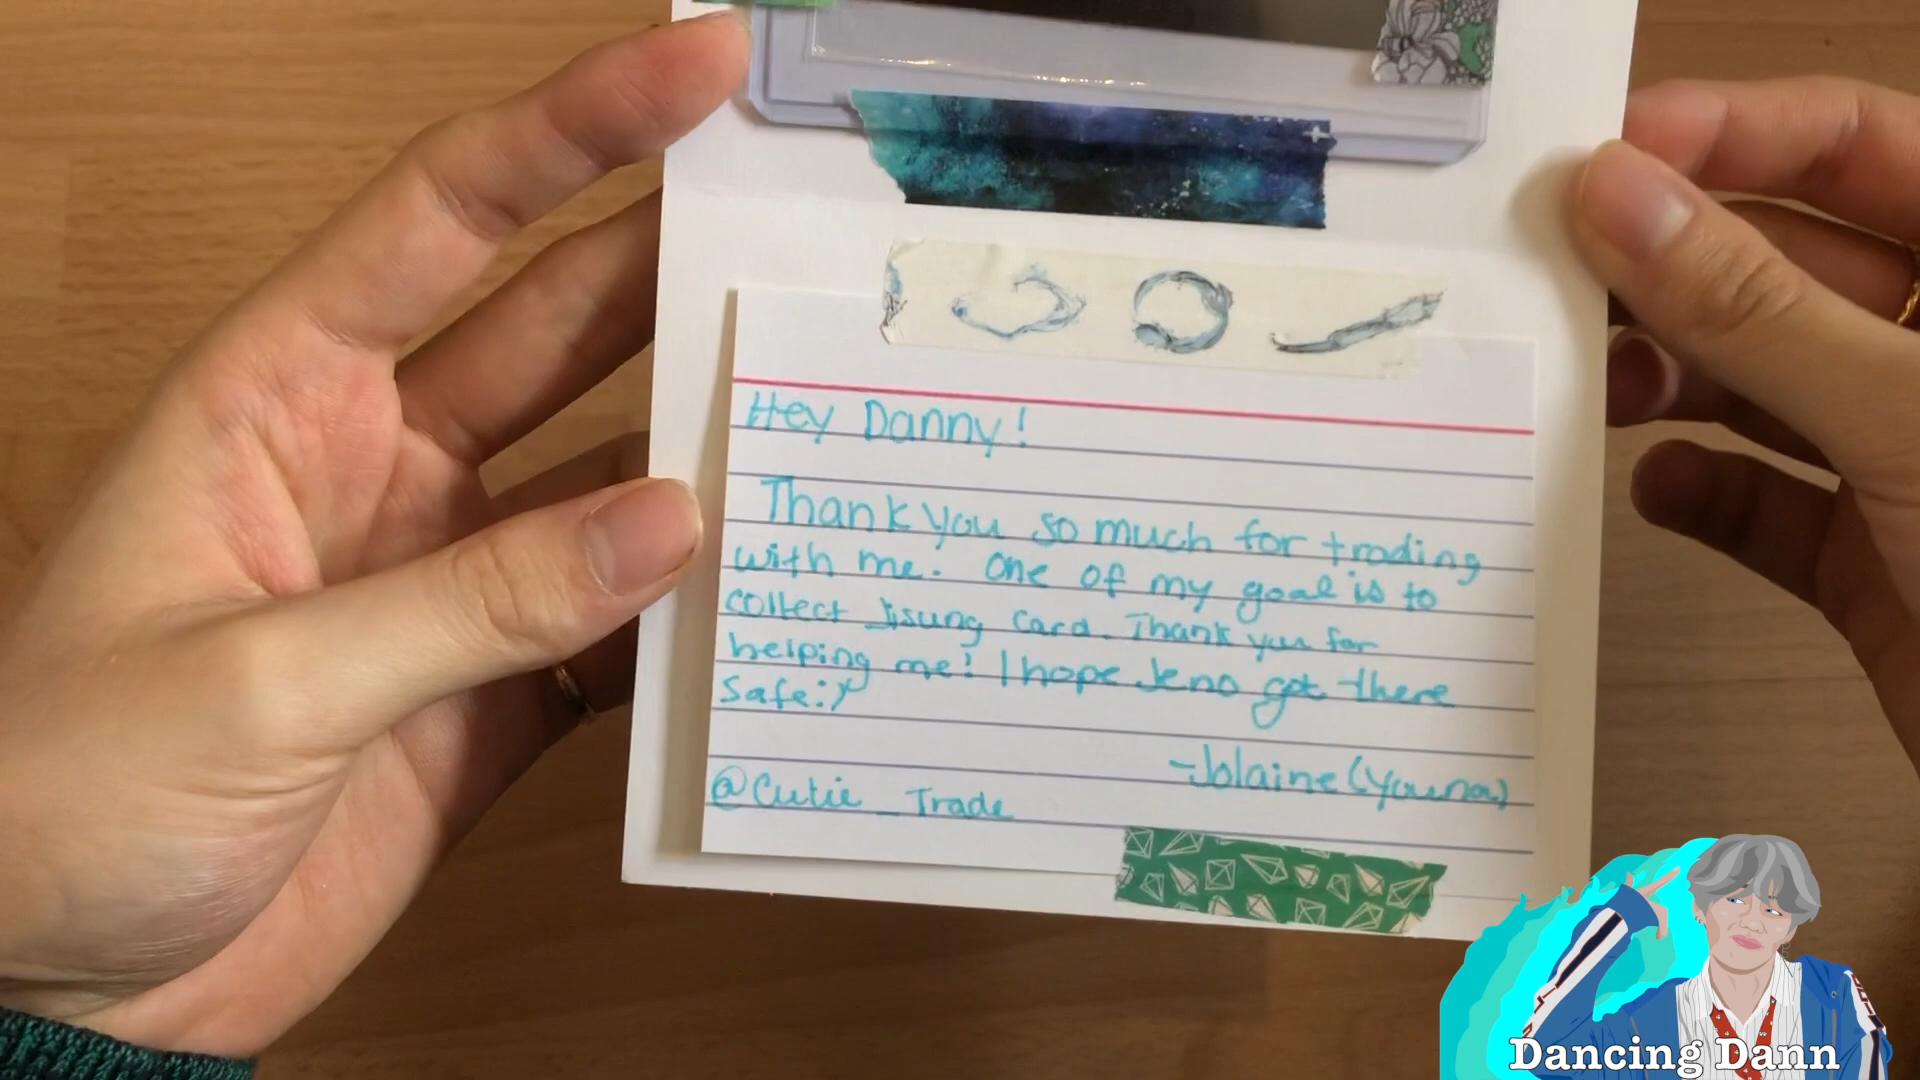 Hey Danny!
Thank you so much for trading
with me. One of my goal is to
collect Jisung card. Thank you for
helping me! I hope Jeno got there
safe:)
-Jolaine (Youna)
@Cutie_Trade
Dancing Dann